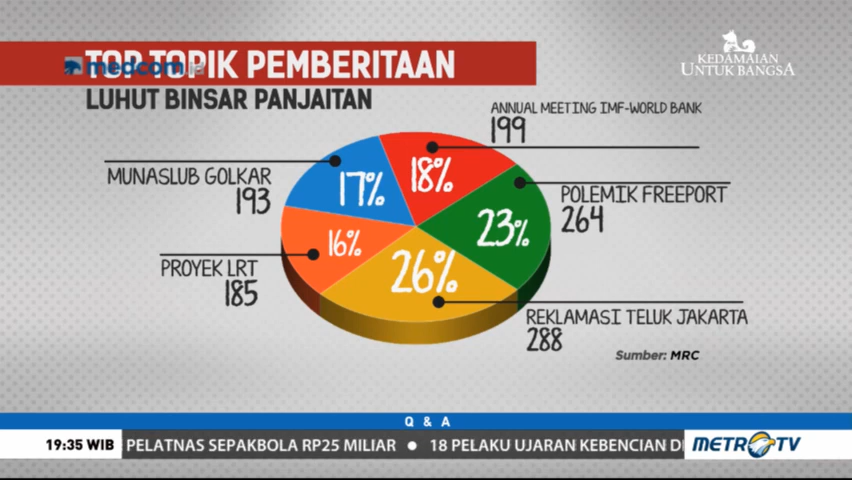 TOP TOPIK PEMBERITAAN
medcom.id
LUHUT BINSAR PANJAITAN
KEDAMAIAN
UNTUK BANGSA
ANNUAL MEETING IMF-WORLD BANK
199
18%
MUNASLUB GOLKAR
193
17%
POLEMIK FREEPORT
264
23%
PROYEK LRT
185
16%
26%
REKLAMASI TELUK JAKARTA
288
Sumber: MRC
Q & A
19:35 WIB
PELATNAS SEPAKBOLA RP25 MILIAR ● 18 PELAKU UJARAN KEBENCIAN DI
METRO TV